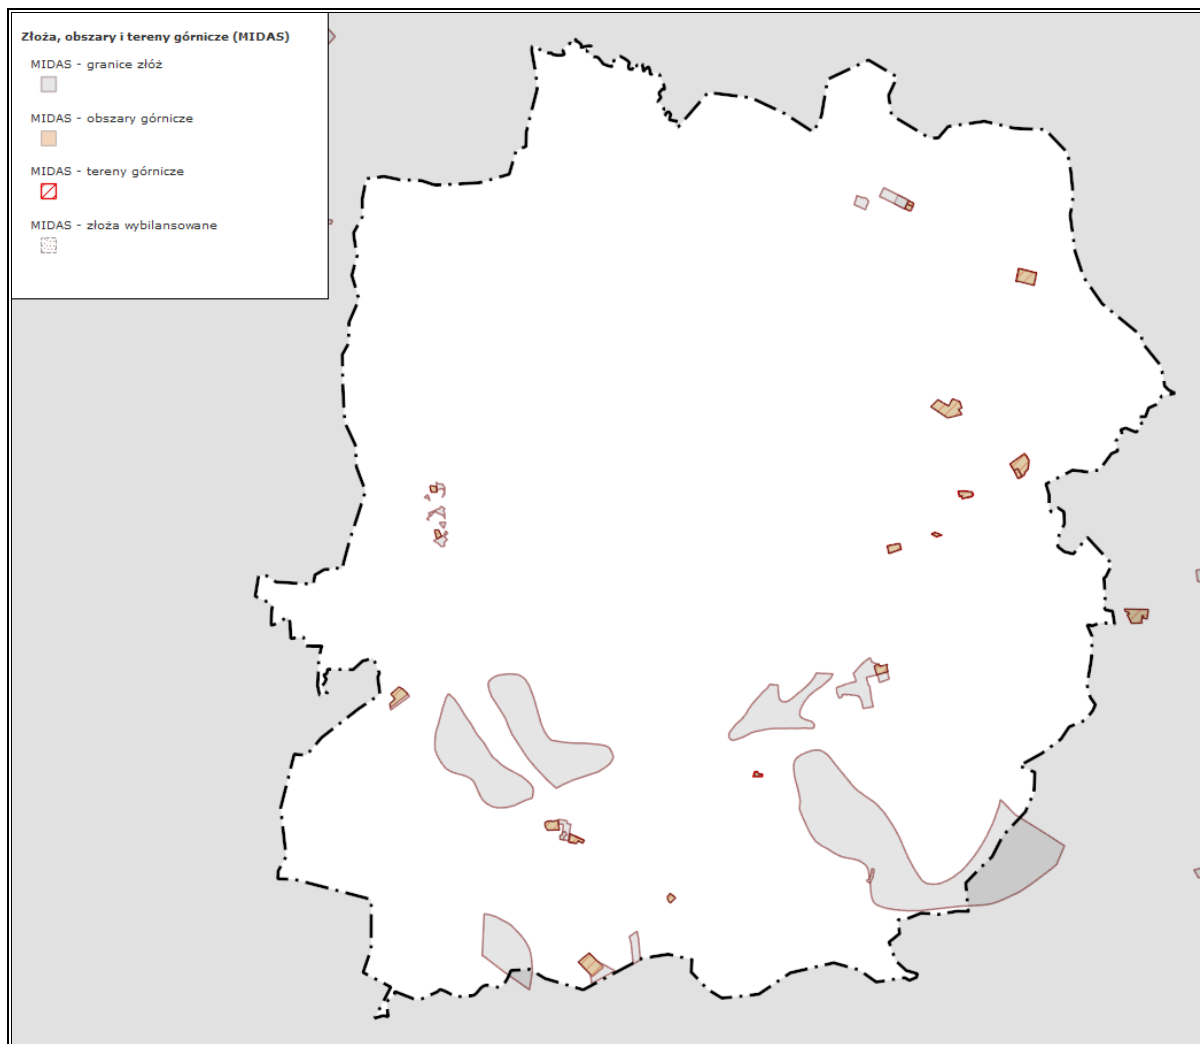 Złoża, obszary i tereny górnicze (MIDAS)
MIDAS - granice złóż
MIDAS - obszary górnicze
MIDAS - tereny górnicze
MIDAS - złoża wybilansowane